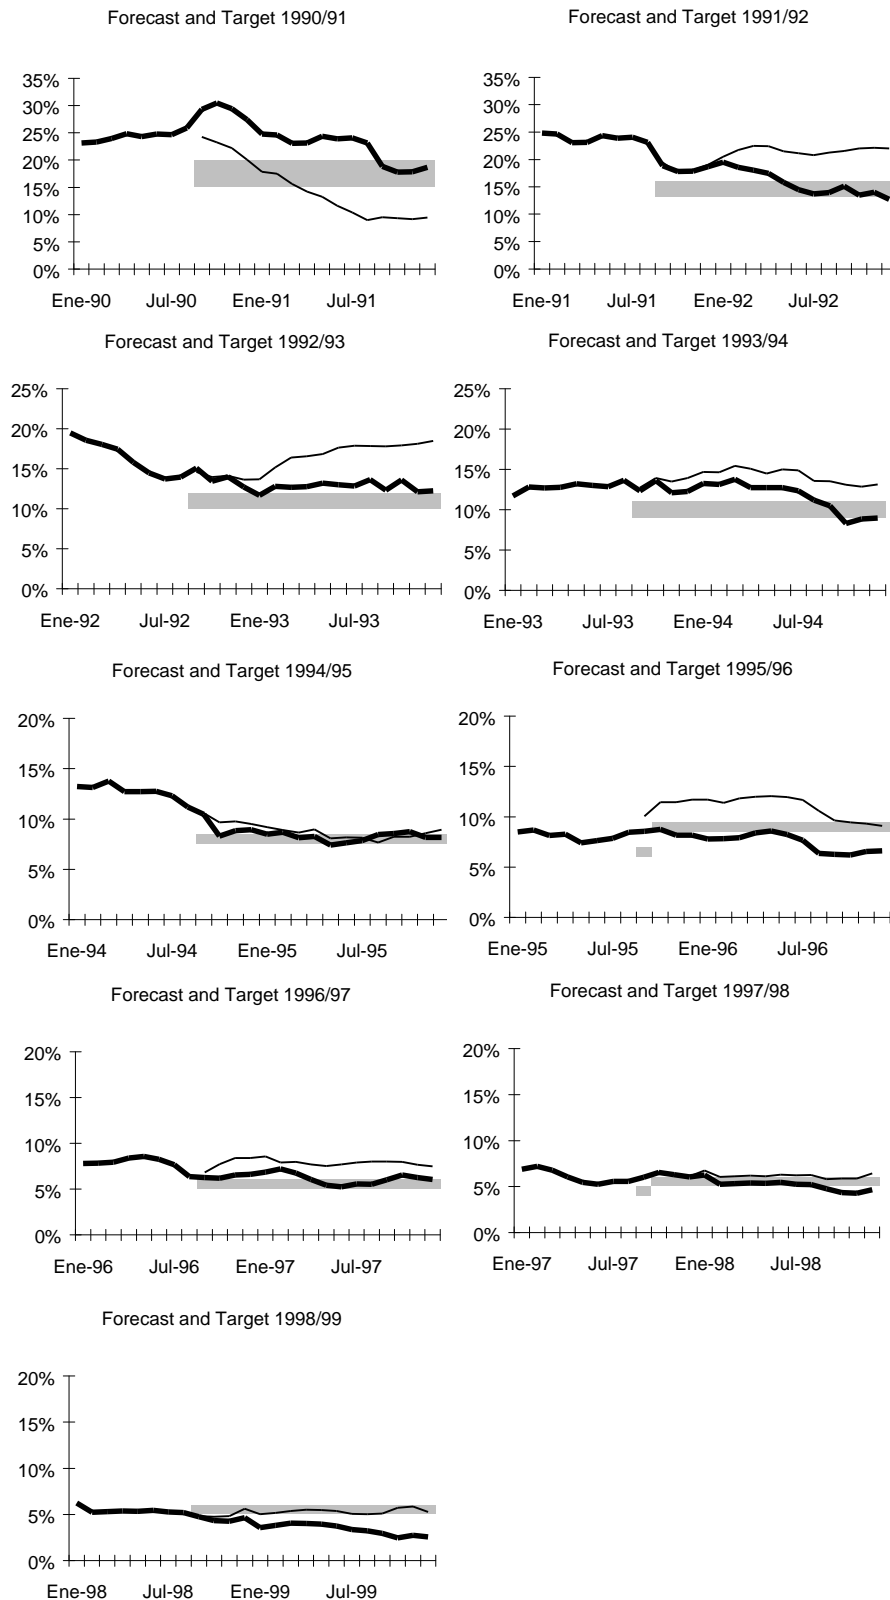 Forecast and Target 1990/91
35%
30%
25%
20%
15%
10%
5%
0%
Ene-90 Jul-90 Ene-91 Jul-91
Forecast and Target 1991/92
35%
30%
25%
20%
15%
10%
5%
0%
Ene-91 Jul-91 Ene-92 Jul-92
Forecast and Target 1992/93
25%
20%
15%
10%
5%
0%
Ene-92 Jul-92 Ene-93 Jul-93
Forecast and Target 1993/94
25%
20%
15%
10%
5%
0%
Ene-93 Jul-93 Ene-94 Jul-94
Forecast and Target 1994/95
20%
15%
10%
5%
0%
Ene-94 Jul-94 Ene-95 Jul-95
Forecast and Target 1995/96
20%
15%
10%
5%
0%
Ene-95 Jul-95 Ene-96 Jul-96
Forecast and Target 1996/97
20%
15%
10%
5%
0%
Ene-96 Jul-96 Ene-97 Jul-97
Forecast and Target 1997/98
20%
15%
10%
5%
0%
Ene-97 Jul-97 Ene-98 Jul-98
Forecast and Target 1998/99
20%
15%
10%
5%
0%
Ene-98 Jul-98 Ene-99 Jul-99